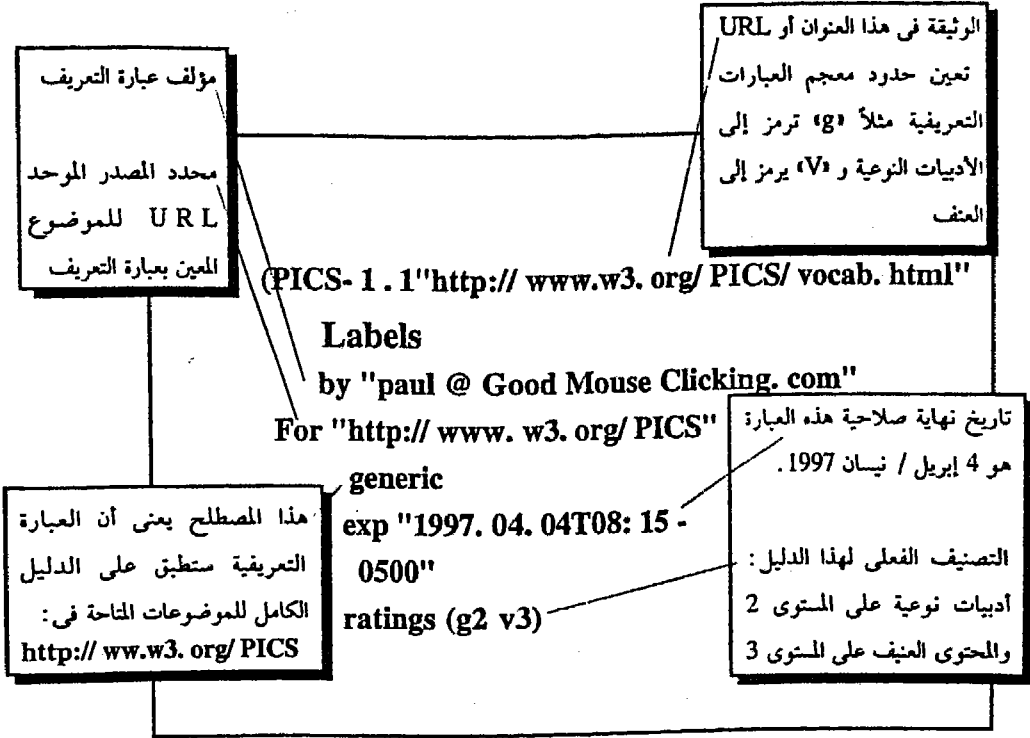 الوثيقة فى هذا العنوان أو URL
تعين حدود معجم العبارات
التعريفية مثلاً «g» ترمز إلى
الأدبيات النوعية و «V» يرمز إلى
العنف
مؤلف عبارة التعريف
محدد المصدر الموحد
URL للموضوع
المعين بعبارة التعريف
(PICS- 1 . 1"http:// www.w3. org/ PICS/ vocab. html"
Labels
by "paul @ Good Mouse Clicking. com"
For "http:// www. w3. org/ PICS"
generic
exp "1997. 04. 04T08: 15 -
0500"
ratings (g2 v3)
تاريخ نهاية صلاحية هذه العبارة
هو 4 إبريل / نيسان 1997 .
التصنيف الفعلى لهذا الدليل :
أدبيات نوعية على المستوى 2
والمحتوى العنيف على المستوى 3
هذا المصطلح يعنى أن العبارة
التعريفية ستطبق على الدليل
الكامل للموضوعات المتاحة فى :
http:// ww.w3. org/ PICS